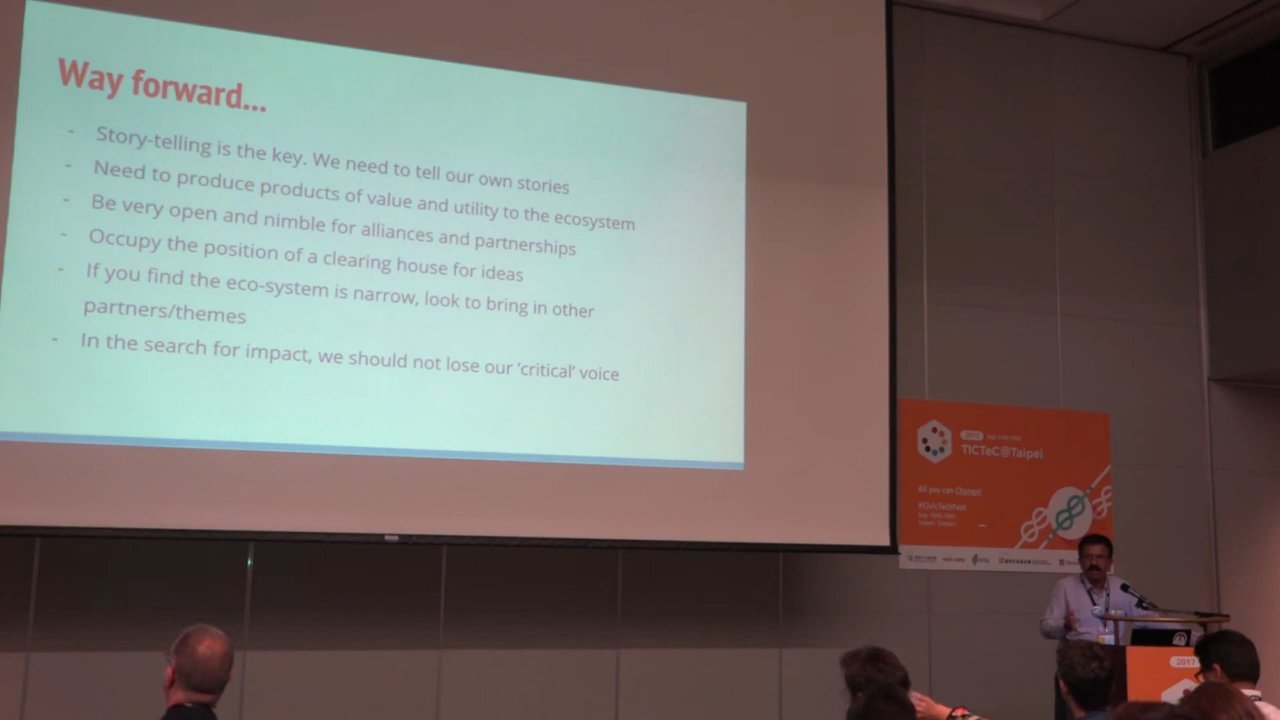 Way forward...
- Story-telling is the key. We need to tell our own stories
- Need to produce products of value and utility to the ecosystem
- Be very open and nimble for alliances and partnerships
- Occupy the position of a clearing house for ideas
- If you find the eco-system is narrow, look to bring in other
partners/themes
- In the search for impact, we should not lose our ‘critical’ voice
2017
TICTeC@Taipei
All you can Change!
#CivicTechFest
Taipei, Taiwan
2017